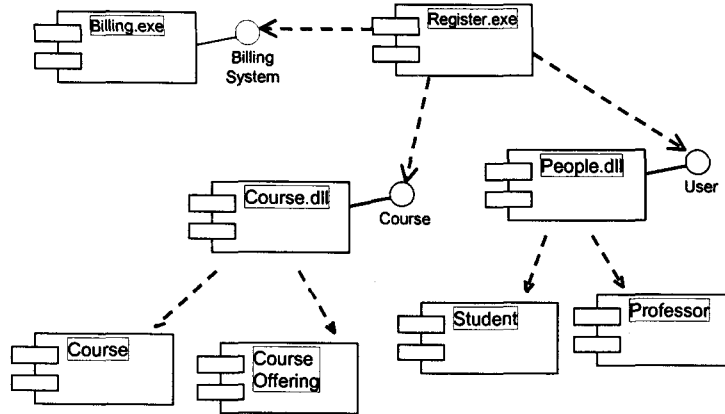 Billing.exe
Register.exe
Billing
System
Course.dll
Course
People.dll
User
Course
Course
Offering
Student
Professor